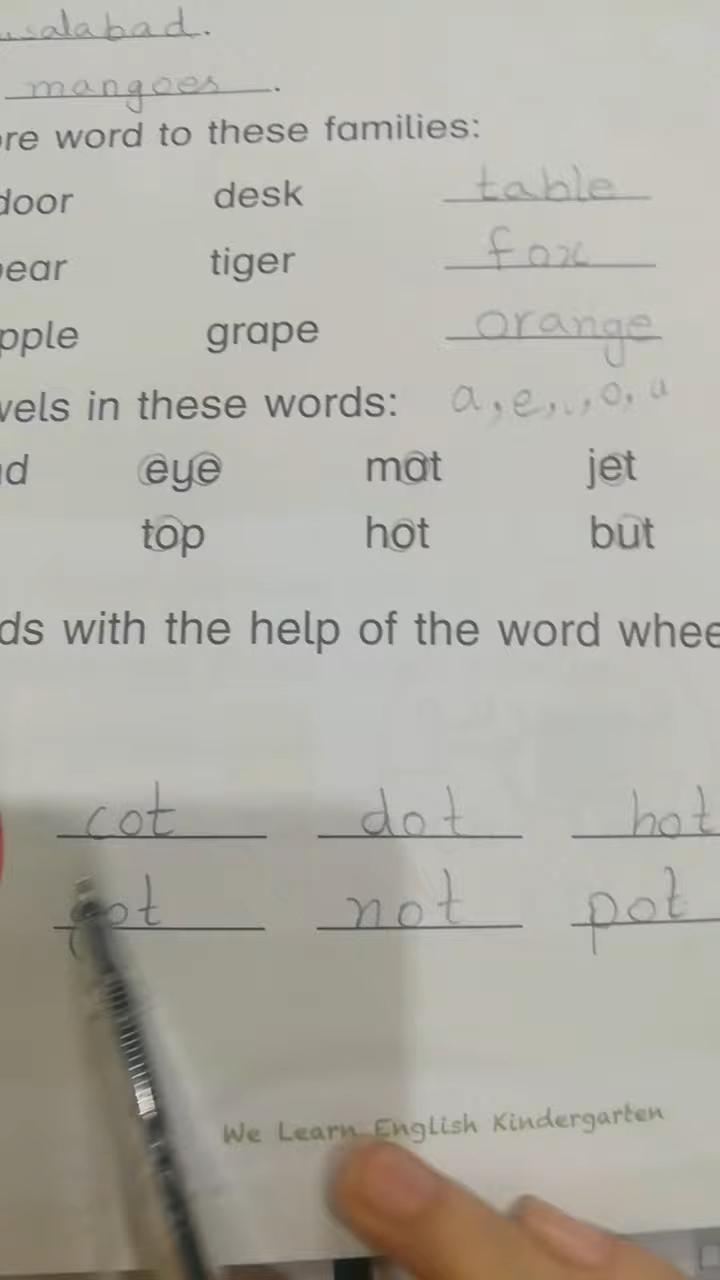 salabad.
mangoes.
re word to these families:
door desk table
ear tiger fox
pple grape orange
vels in these words: a, e, i, o, u
d eye mat jet
top hot but
ds with the help of the word whee
cot dot hot
got not pot
We Learn English Kindergarten